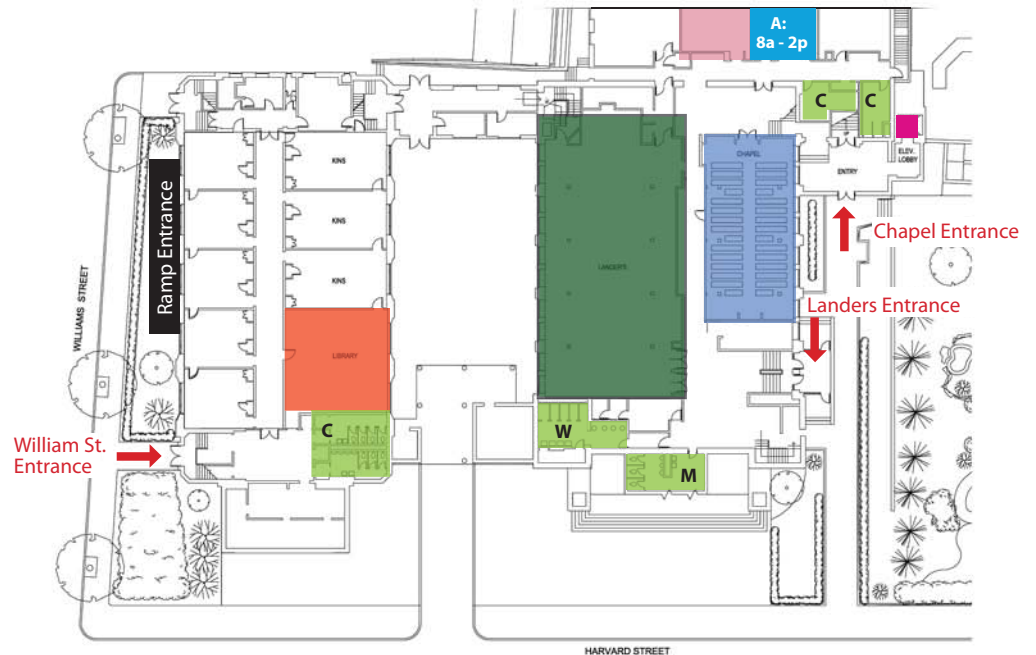 A:
8a - 2p
C
C
CHAPEL
KINS
ELEV.
LOBBY
ENTRY
UP
Ramp Entrance
KINS
Chapel Entrance
WILLIAMS STREET
LANDERS
KINS
Landers Entrance
LIBRARY
C
W
William St.
Entrance
M
HARVARD STREET